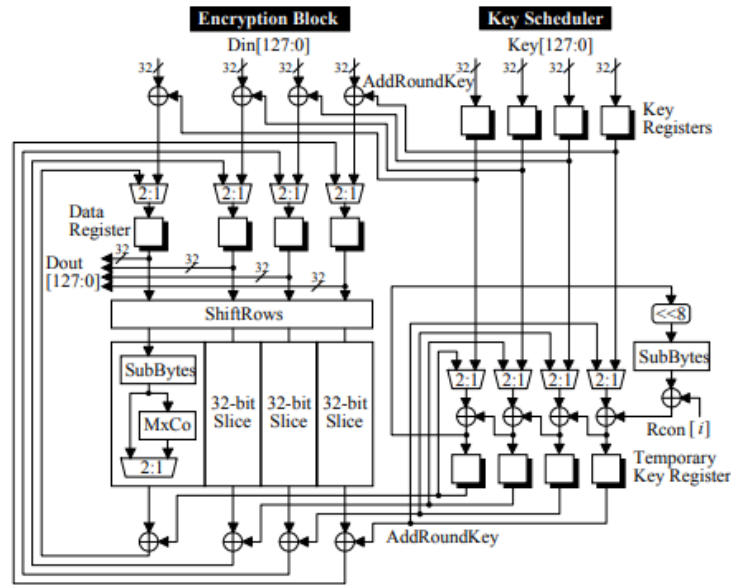 Encryption Block
Key Scheduler
Din[127:0]
Key[127:0]
32 32 32 32
32 32 32 32
AddRoundKey
Key
Registers
2:1 2:1 2:1 2:1
Data
Register
32
32
32
32
Dout
[127:0]
ShiftRows
<<8
SubBytes
SubBytes
2:1 2:1 2:1 2:1
32-bit
Slice
32-bit
Slice
32-bit
Slice
MxCo
2:1
Rcon [i]
Temporary
Key Register
AddRoundKey